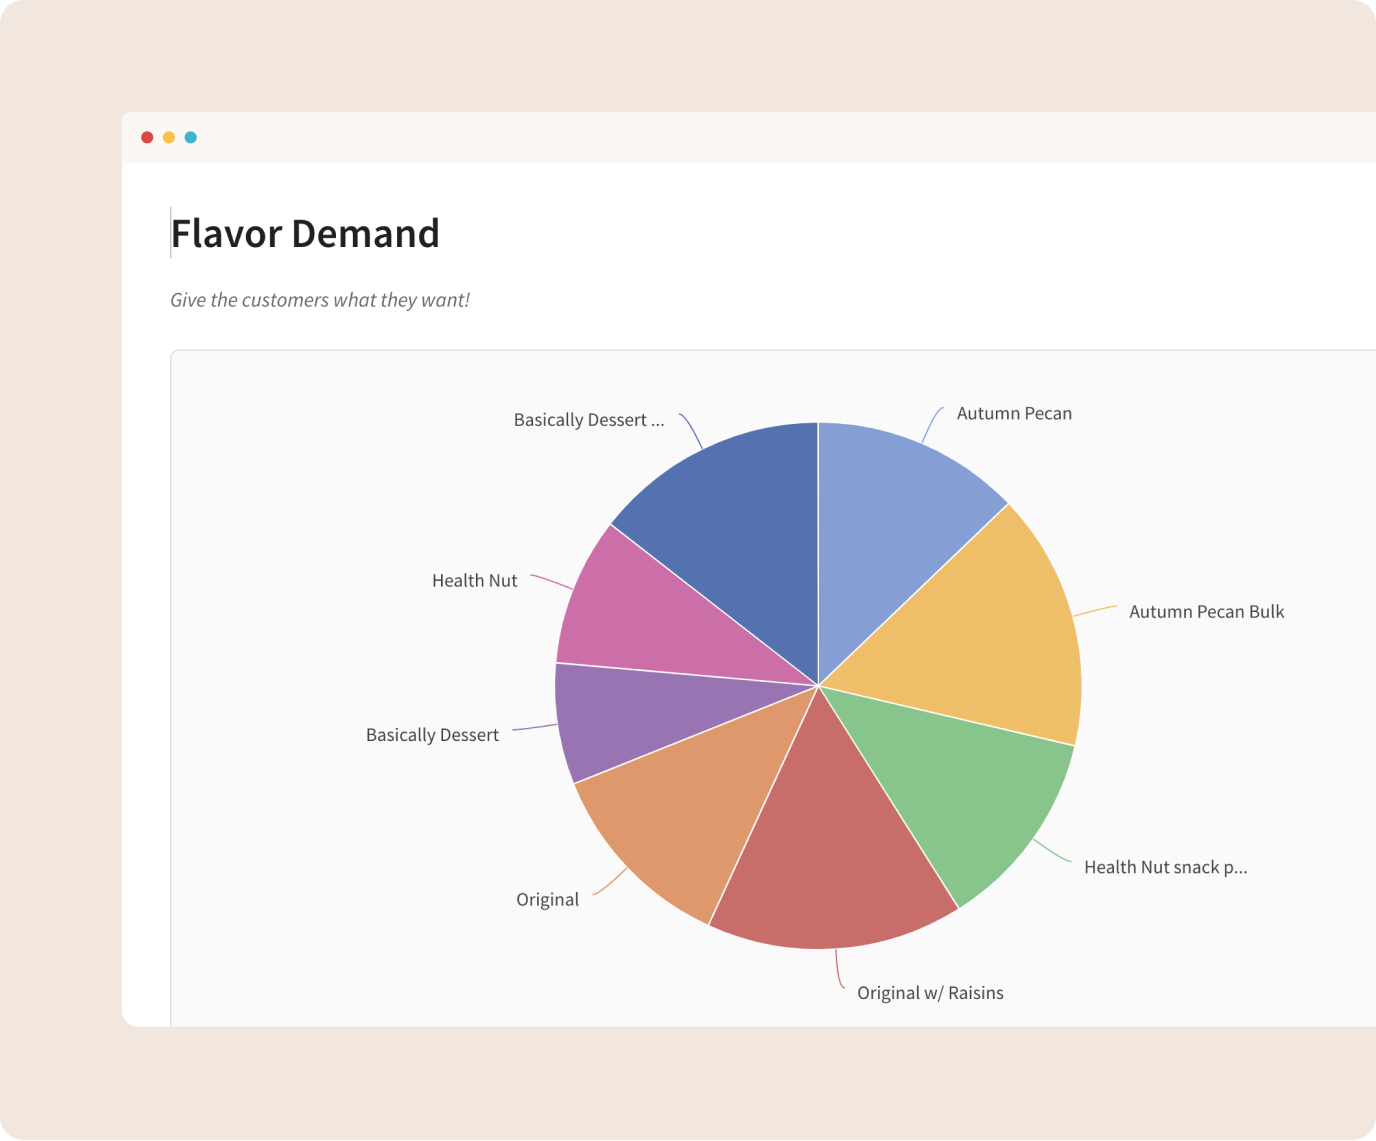 Flavor Demand
Give the customers what they want!
Basically Dessert ...
Autumn Pecan
Health Nut
Autumn Pecan Bulk
Basically Dessert
Health Nut snack p...
Original
Original w/ Raisins